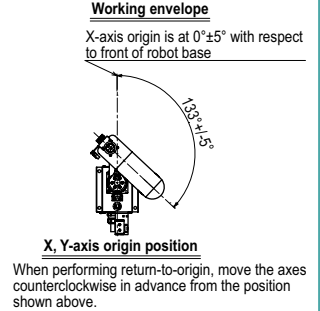 Working envelope
X-axis origin is at 0°±5° with respect
to front of robot base
133°+/-5°
X, Y-axis origin position
When performing return-to-origin, move the axes
counterclockwise in advance from the position
shown above.